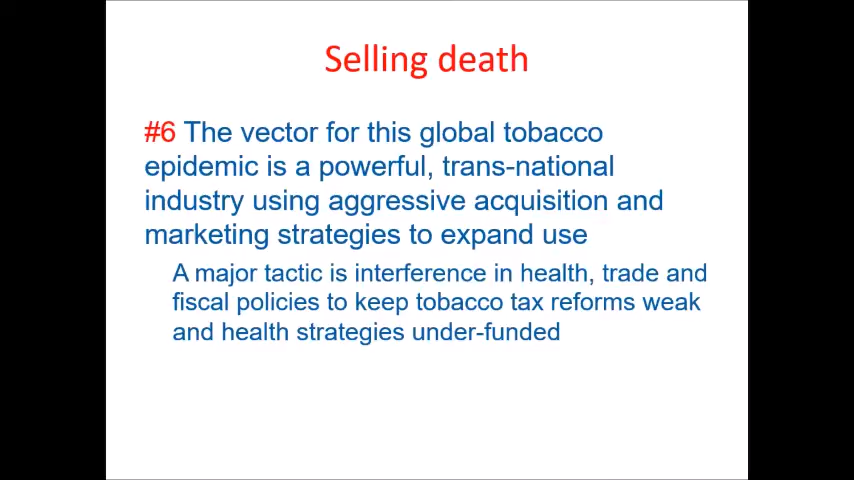 Selling death
#6 The vector for this global tobacco
epidemic is a powerful, trans-national
industry using aggressive acquisition and
marketing strategies to expand use
A major tactic is interference in health, trade and
fiscal policies to keep tobacco tax reforms weak
and health strategies under-funded